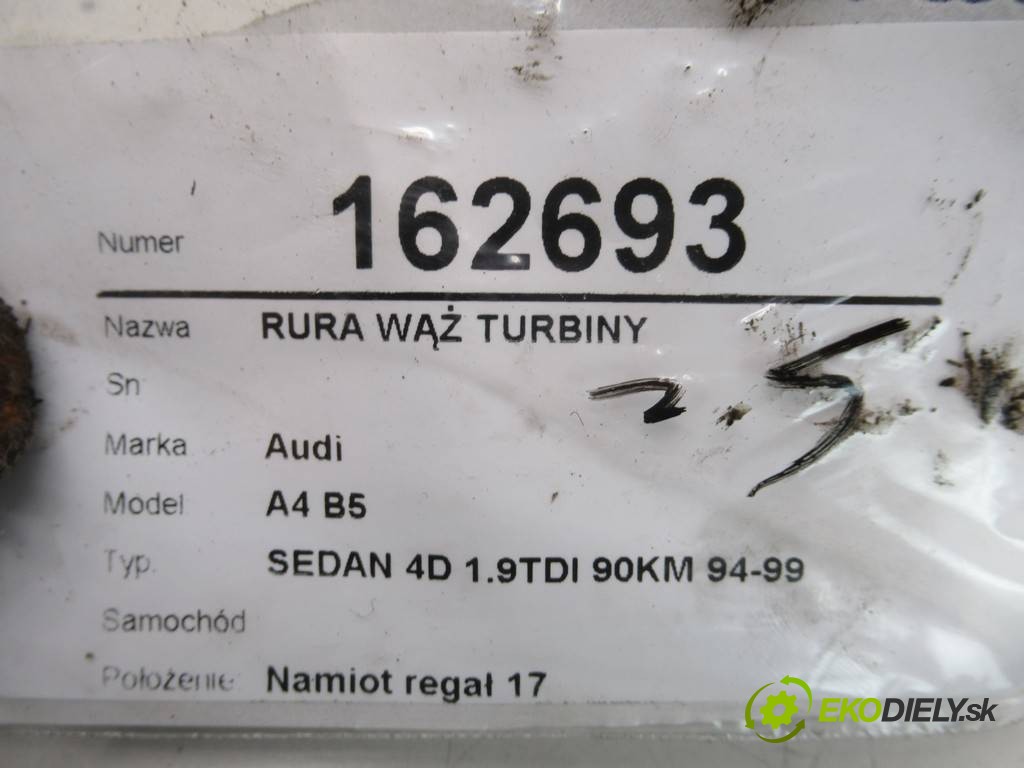 Numer 162693
Nazwa RURA WĄŻ TURBINY
Sn
25
Marka Audi
Model A4 B5
Typ. SEDAN 4D 1.9TDI 90KM 94-99
Samochód
Położenie: Namiot regał 17
EKODIELY.sk